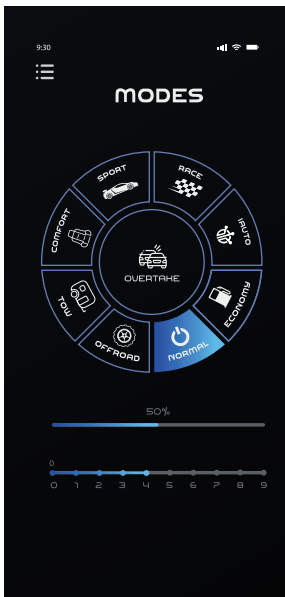 9:30
MODES
SPORT
RACE
COMFORT
IAUTO
OVERTAKE
TOW
ECONOMY
OFFROAD
NORMAL
50%
0
0 1 2 3 4 5 6 7 8 9